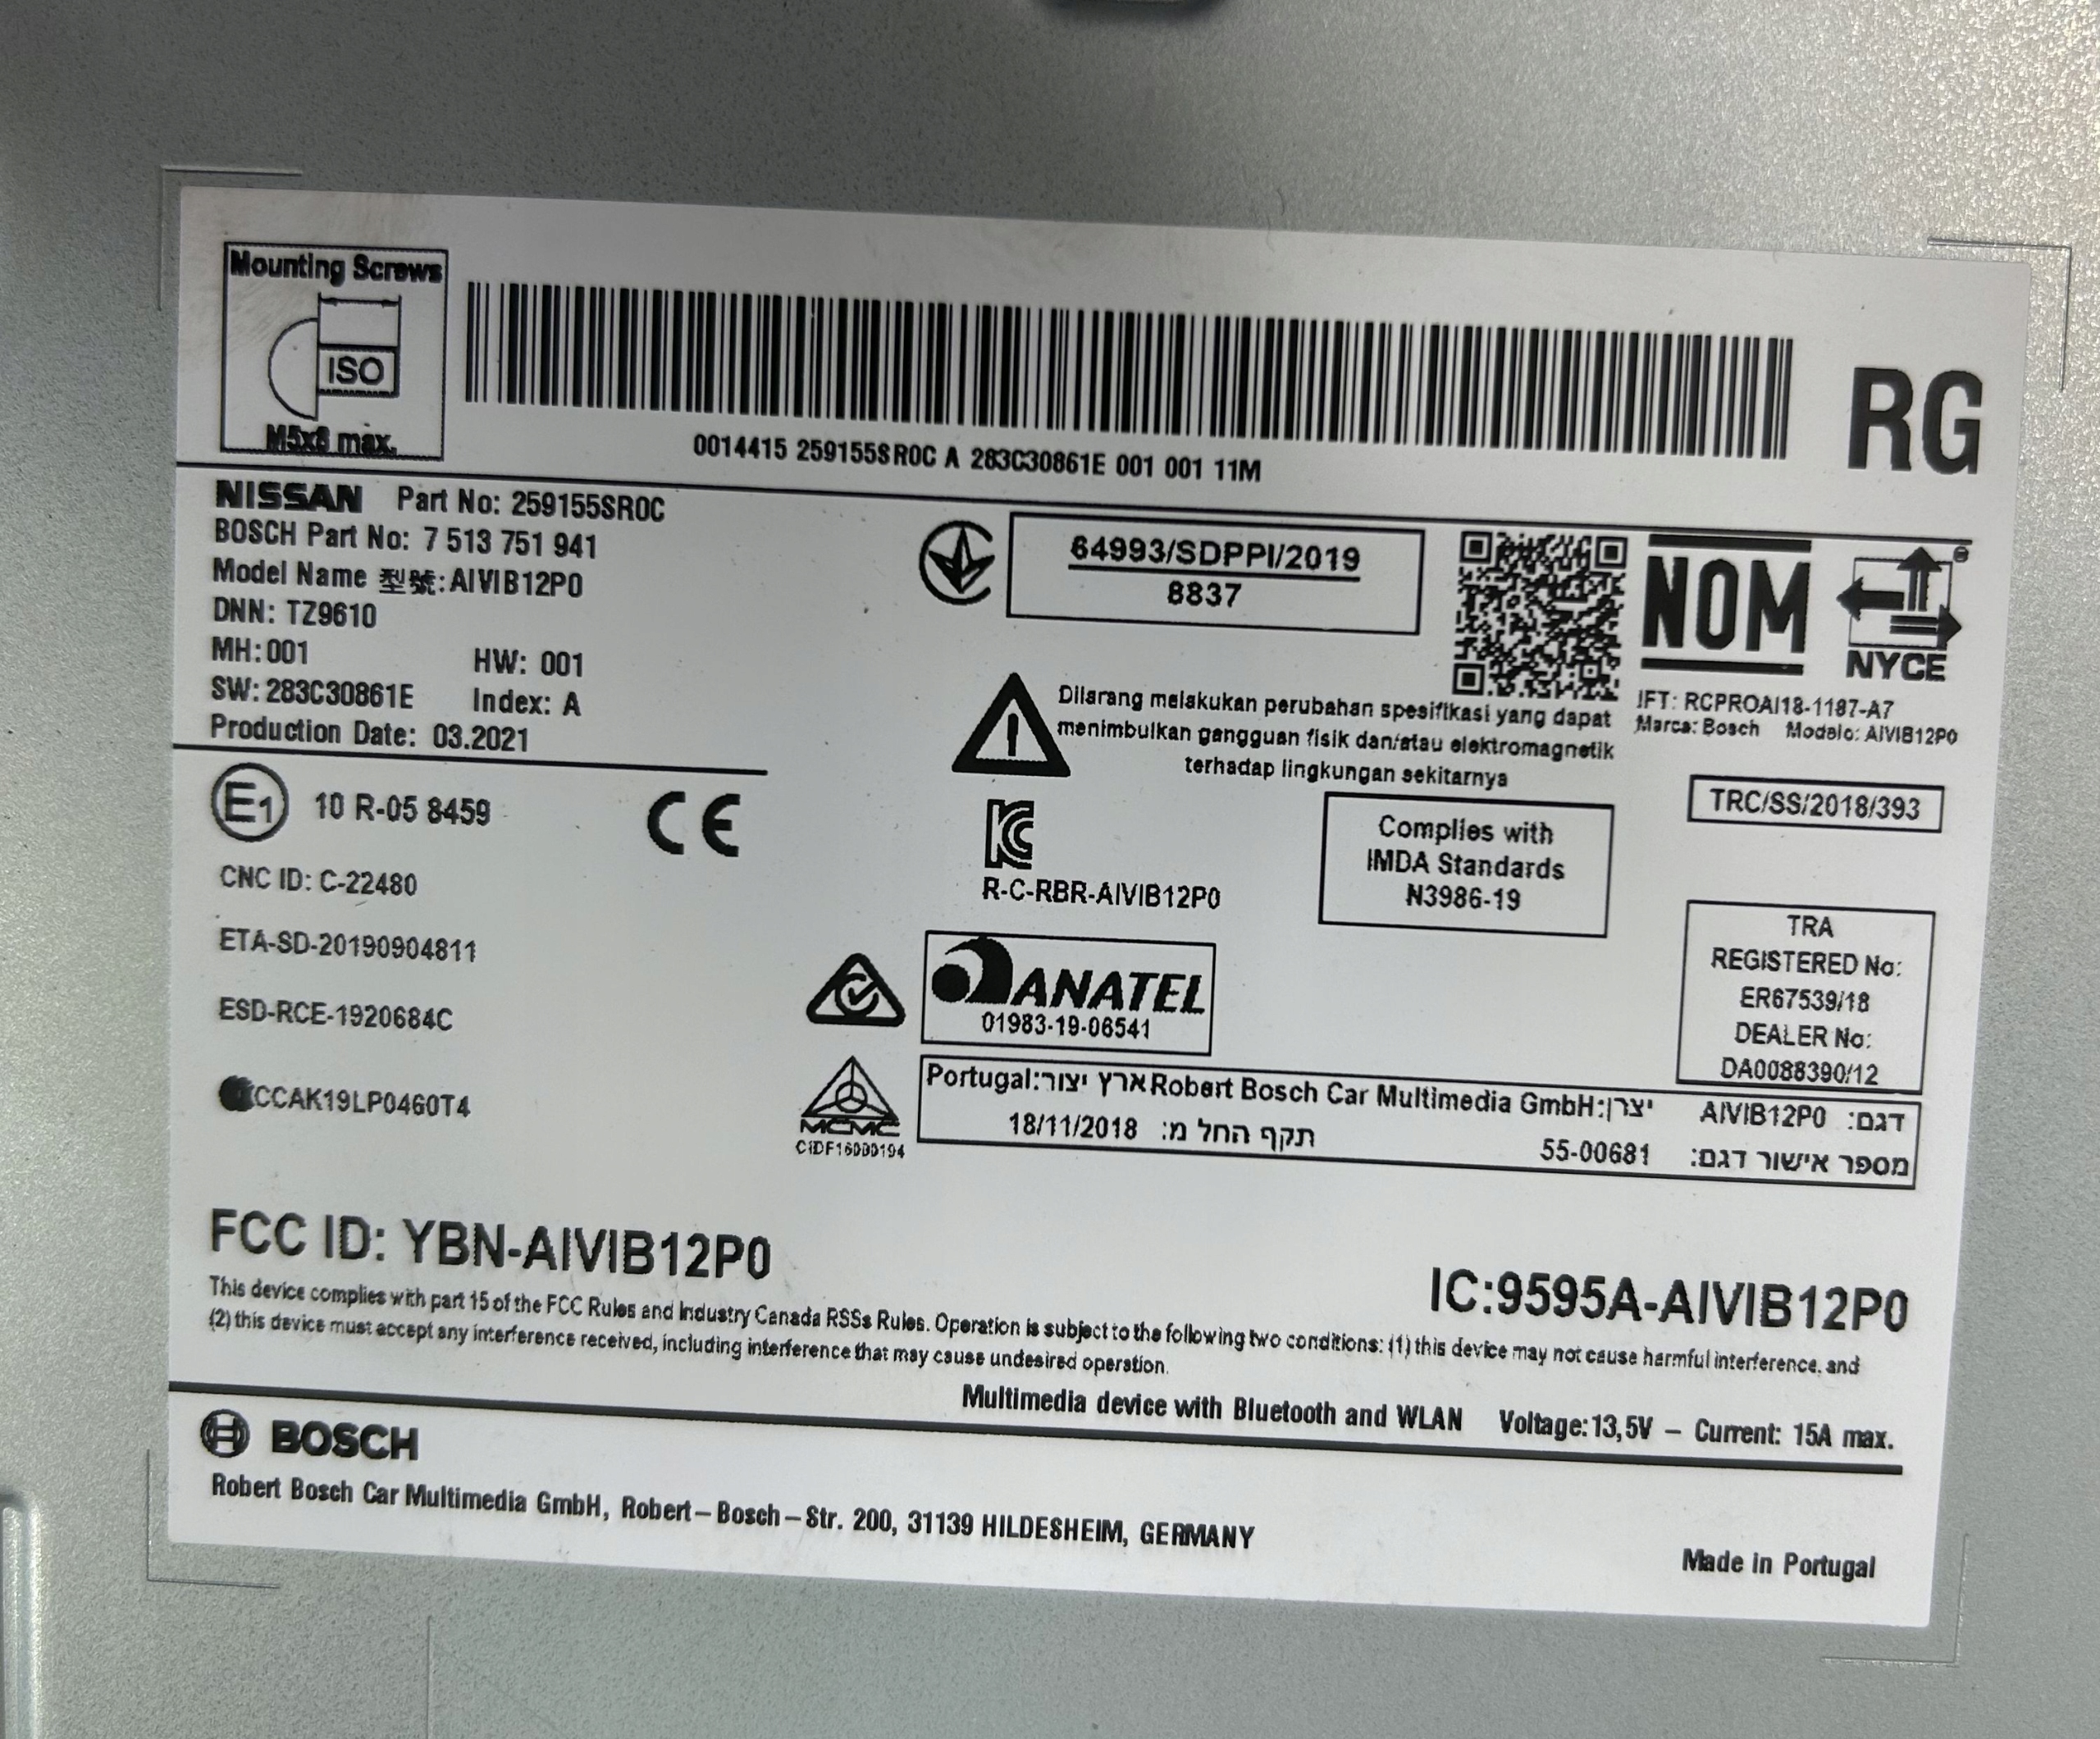 Mounting Screws
ISO
M5x8 max.
0014415 259155SR0C A 283C30861E 001 001 11M
RG
NISSAN Part No: 259155SR0C
BOSCH Part No: 7 513 751 941
Model Name 型號: AIVIB12P0
DNN: TZ9610
MH: 001 HW: 001
SW: 283C30861E Index: A
Production Date: 03.2021
64993/SDPPI/2019
8837
NOM
NYCE
IFT: RCPROAI18-1187-A7
Marca: Bosch Modelo: AIVIB12P0
Dilarang melakukan perubahan spesifikasi yang dapat
menimbulkan gangguan fisik dan/atau elektromagnetik
terhadap lingkungan sekitarnya
E1 10 R-05 8459 CE
CNC ID: C-22480
ETA-SD-20190904811
ESD-RCE-1920684C
CCAK19LP0460T4
KC
R-C-RBR-AIVIB12P0
Complies with
IMDA Standards
N3986-19
TRC/SS/2018/393
TRA
REGISTERED No:
ER67539/18
DEALER No:
DA0088390/12
ANATEL
01983-19-06541
MCMC
CIDF16000194
דגם: AIVIB12P0 יצרן: Robert Bosch Car Multimedia GmbH ארץ יצור: Portugal
מספר אישור דגם: 55-00681 תקף החל מ: 18/11/2018
FCC ID: YBN-AIVIB12P0
IC:9595A-AIVIB12P0
This device complies with part 15 of the FCC Rules and Industry Canada RSSs Rules. Operation is subject to the following two conditions: (1) this device may not cause harmful interference, and
(2) this device must accept any interference received, including interference that may cause undesired operation.
Multimedia device with Bluetooth and WLAN Voltage:13,5V – Current: 15A max.
BOSCH
Robert Bosch Car Multimedia GmbH, Robert–Bosch–Str. 200, 31139 HILDESHEIM, GERMANY
Made in Portugal